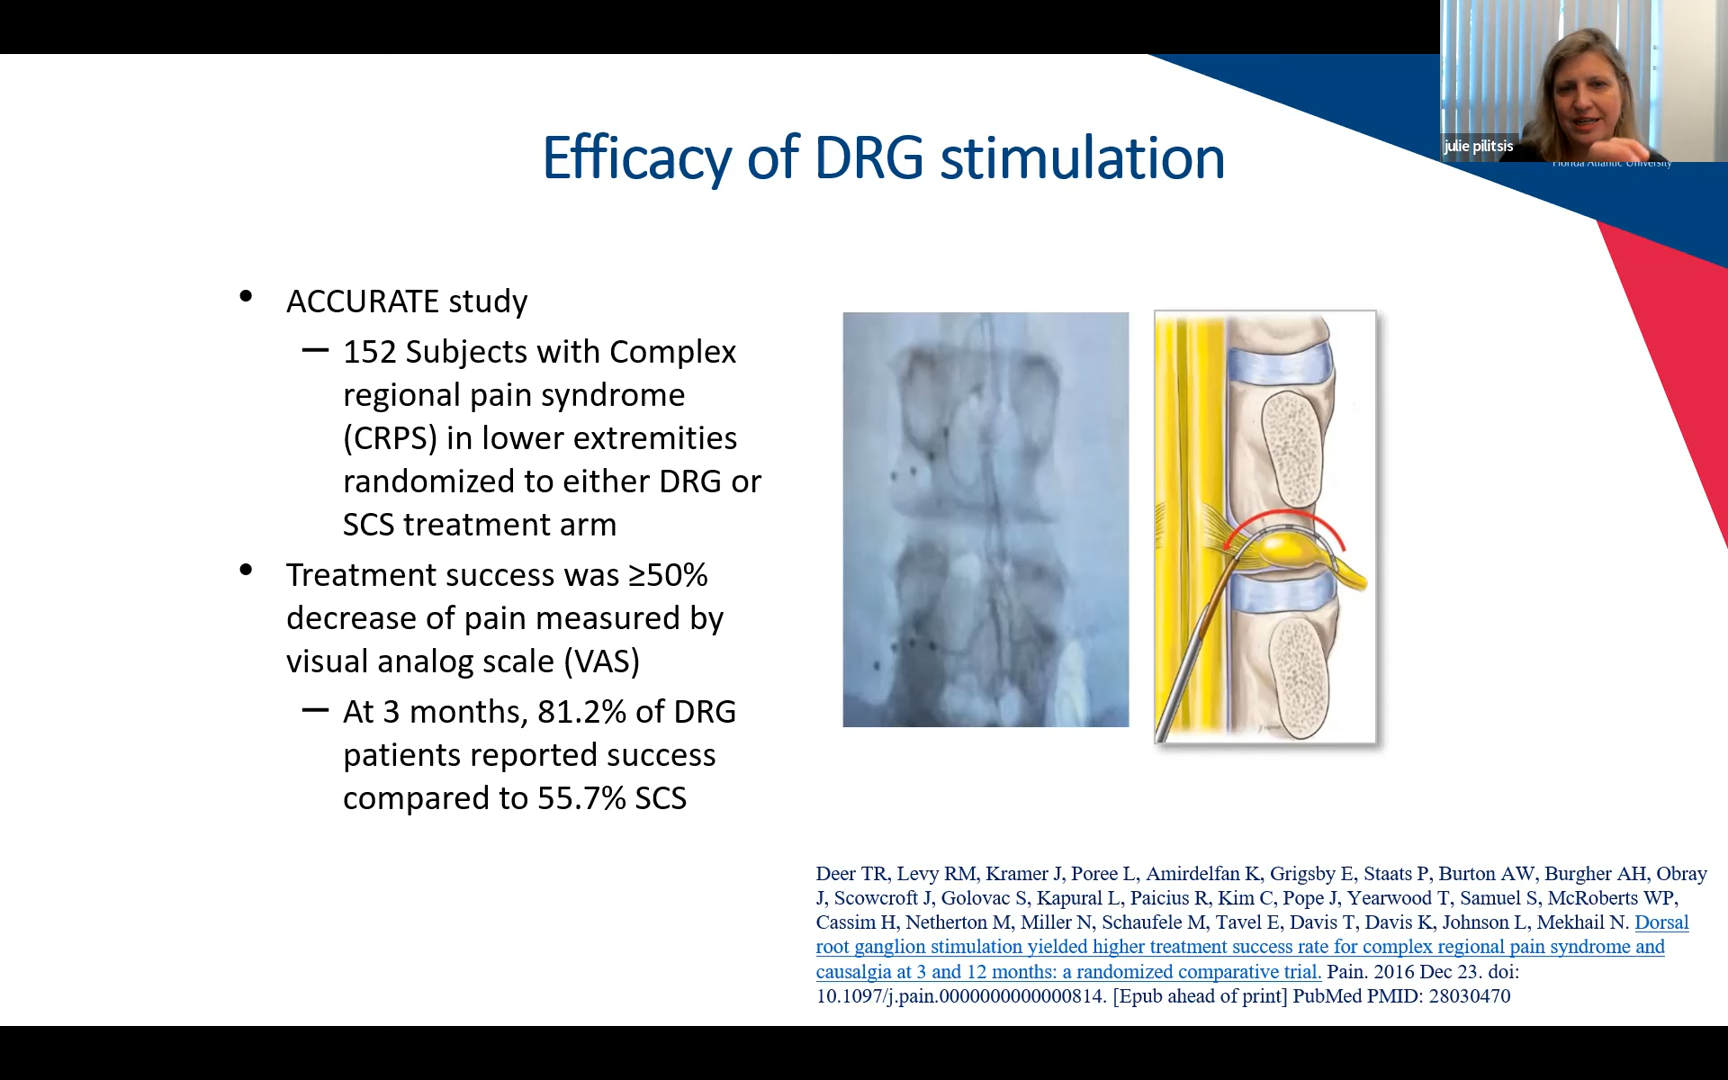 julie pilitsis
Florida Atlantic University
Efficacy of DRG stimulation
• ACCURATE study
– 152 Subjects with Complex
regional pain syndrome
(CRPS) in lower extremities
randomized to either DRG or
SCS treatment arm
• Treatment success was ≥50%
decrease of pain measured by
visual analog scale (VAS)
– At 3 months, 81.2% of DRG
patients reported success
compared to 55.7% SCS
Deer TR, Levy RM, Kramer J, Poree L, Amirdelfan K, Grigsby E, Staats P, Burton AW, Burgher AH, Obray
J, Scowcroft J, Golovac S, Kapural L, Paicius R, Kim C, Pope J, Yearwood T, Samuel S, McRoberts WP,
Cassim H, Netherton M, Miller N, Schaufele M, Tavel E, Davis T, Davis K, Johnson L, Mekhail N. Dorsal
root ganglion stimulation yielded higher treatment success rate for complex regional pain syndrome and
causalgia at 3 and 12 months: a randomized comparative trial. Pain. 2016 Dec 23. doi:
10.1097/j.pain.0000000000000814. [Epub ahead of print] PubMed PMID: 28030470